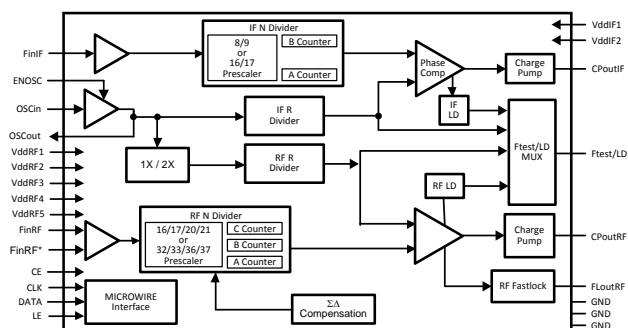 IF N Divider
8/9
or
16/17
Prescaler
B Counter
A Counter
VddIF1
VddIF2
FinIF
Phase
Comp
Charge
Pump
CPoutIF
ENOSC
OSCin
IF R
Divider
IF
LD
OSCout
Ftest/LD
MUX
Ftest/LD
VddRF1
VddRF2
VddRF3
VddRF4
VddRF5
1X / 2X
RF R
Divider
RF LD
RF N Divider
16/17/20/21
or
32/33/36/37
Prescaler
C Counter
B Counter
A Counter
FinRF
FinRF*
Charge
Pump
CPoutRF
CE
CLK
DATA
LE
MICROWIRE
Interface
ΣΔ
Compensation
RF Fastlock
FLoutRF
GND
GND
GND